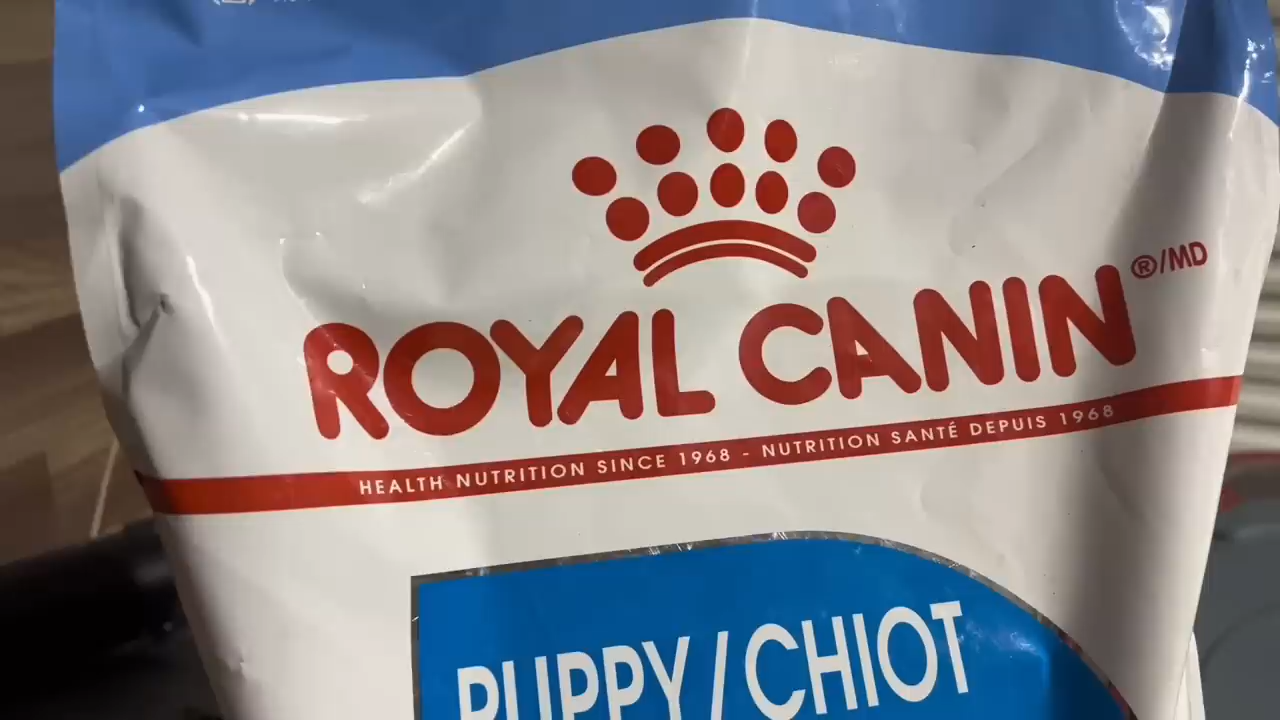 ROYAL CANIN®/MD
HEALTH NUTRITION SINCE 1968 - NUTRITION SANTÉ DEPUIS 1968
PUPPY/CHIOT